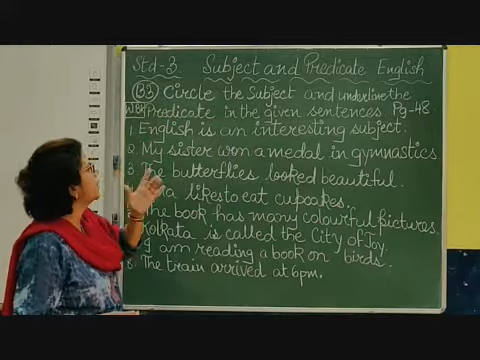 Std-3 Subject and Predicate English
(B3) Circle the Subject and underline the
Predicate in the given sentences. Pg-48
1. English is an interesting subject.
2. My sister won a medal in gymnastics.
3. The butterflies looked beautiful.
likes to eat cupcakes.
The book has many colourful pictures.
Kolkata is called the City of Joy.
I am reading a book on birds.
8. The train arrived at 6pm.